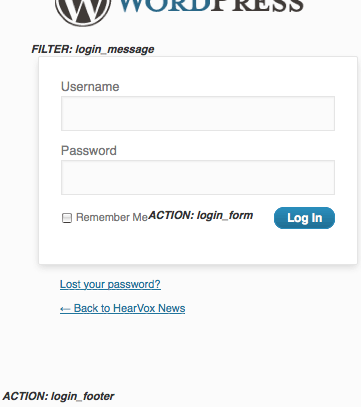 WORDPRESS
FILTER: login_message
Username
Password
Remember Me ACTION: login_form Log In
Lost your password?
← Back to HearVox News
ACTION: login_footer